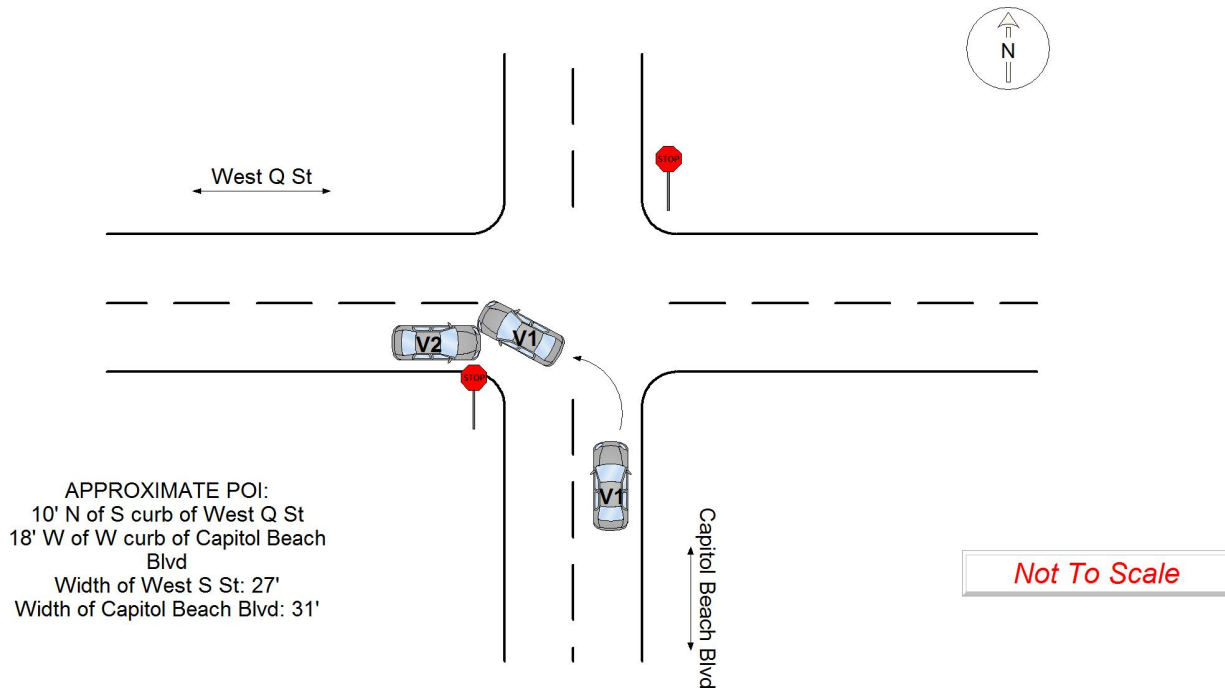 N
West Q St
STOP
V2
V1
STOP
V1
APPROXIMATE POI:
10' N of S curb of West Q St
18' W of W curb of Capitol Beach
Blvd
Width of West S St: 27'
Width of Capitol Beach Blvd: 31'
Capitol Beach Blvd
Not To Scale